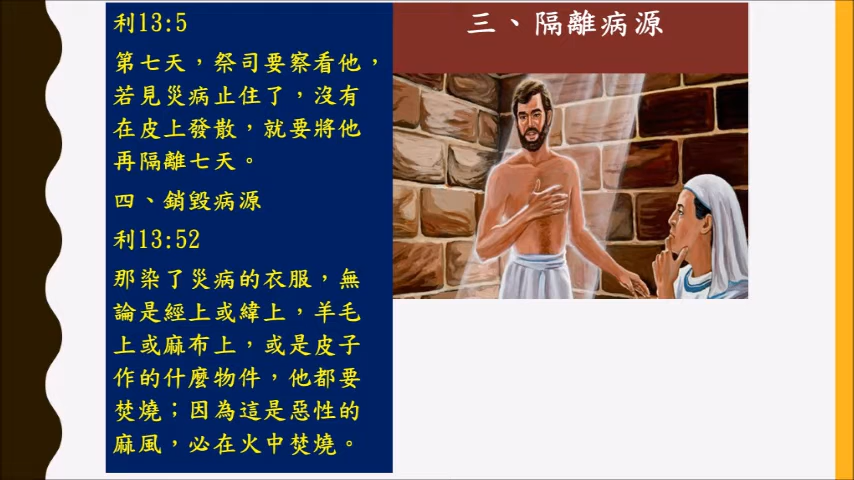 三、隔離病源
利13:5
第七天，祭司要察看他，
若見災病止住了，沒有
在皮上發散，就要將他
再隔離七天。
四、銷毀病源
利13:52
那染了災病的衣服，無
論是經上或緯上，羊毛
上或麻布上，或是皮子
作的什麼物件，他都要
焚燒；因為這是惡性的
麻風，必在火中焚燒。